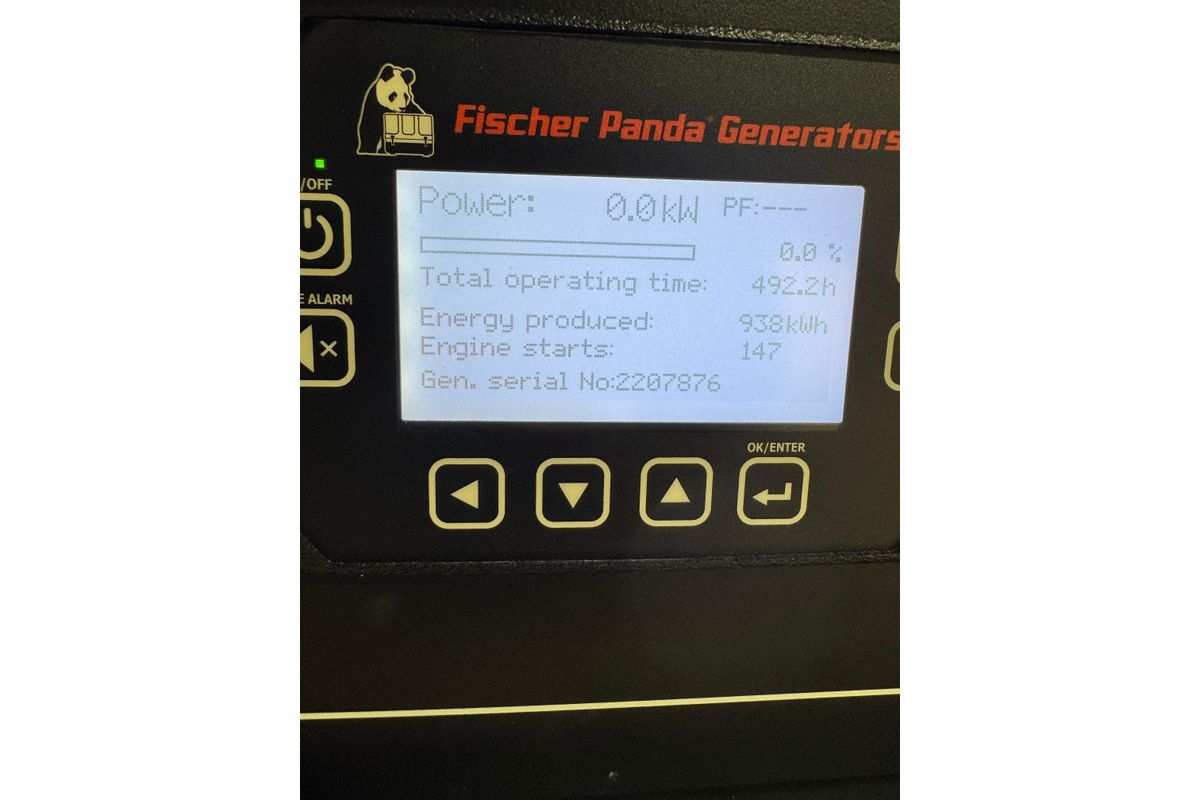 Fischer Panda® Generators
/OFF
Power: 0.0kW PF:---
0.0 %
Total operating time: 492.2h
E ALARM
Energy produced: 938kWh
Engine starts: 147
Gen. serial No:2207876
OK/ENTER